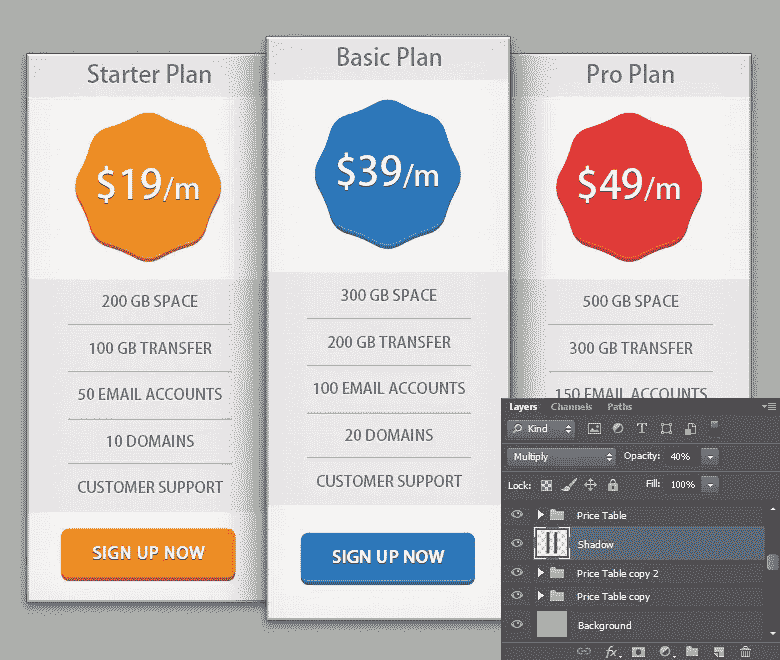 Starter Plan
$19/m
200 GB SPACE
100 GB TRANSFER
50 EMAIL ACCOUNTS
10 DOMAINS
CUSTOMER SUPPORT
SIGN UP NOW
Basic Plan
$39/m
300 GB SPACE
200 GB TRANSFER
100 EMAIL ACCOUNTS
20 DOMAINS
CUSTOMER SUPPORT
SIGN UP NOW
Pro Plan
$49/m
500 GB SPACE
300 GB TRANSFER
150 EMAIL ACCOUNTS
Layers Channels Paths
Kind
Multiply Opacity: 40%
Lock: Fill: 100%
Price Table
Shadow
Price Table copy 2
Price Table copy
Background
fx